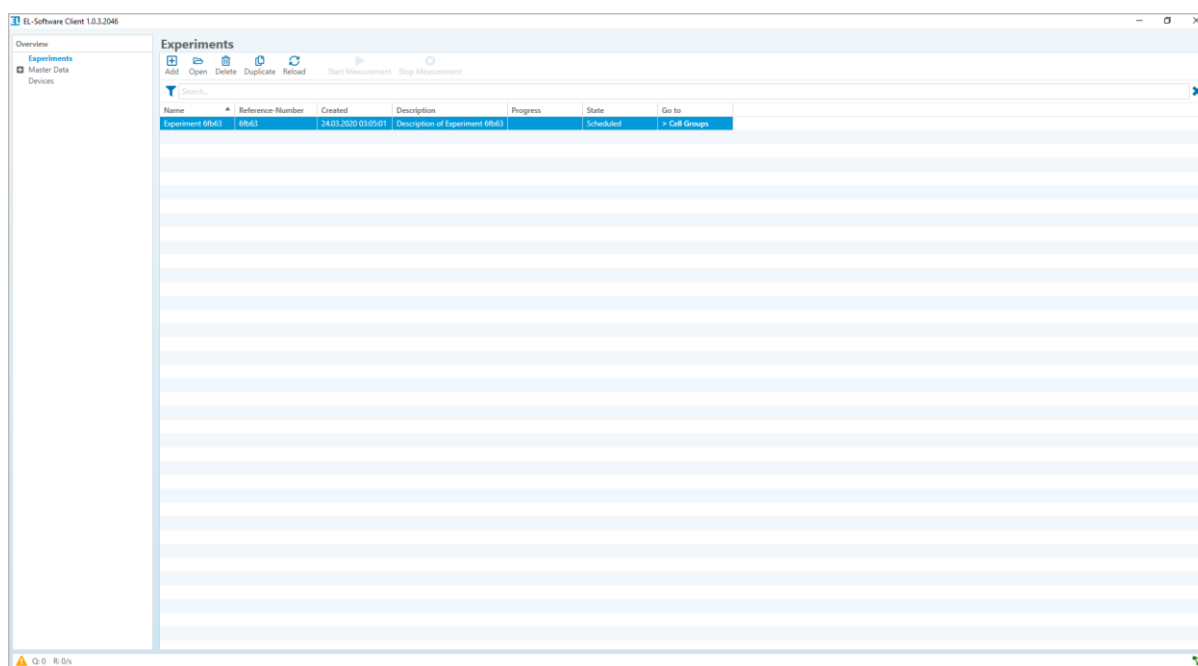 EL-Software Client 1.0.3.2046
Overview
Experiments
Master Data
Devices
Experiments
Add Open Delete Duplicate Reload Start Measurement Stop Measurement
Search...
Name Reference-Number Created Description Progress State Go to
Experiment 6fb63 6fb63 24.03.2020 03:05:01 Description of Experiment 6fb63 Scheduled > Cell Groups
Q: 0 R: 0/s